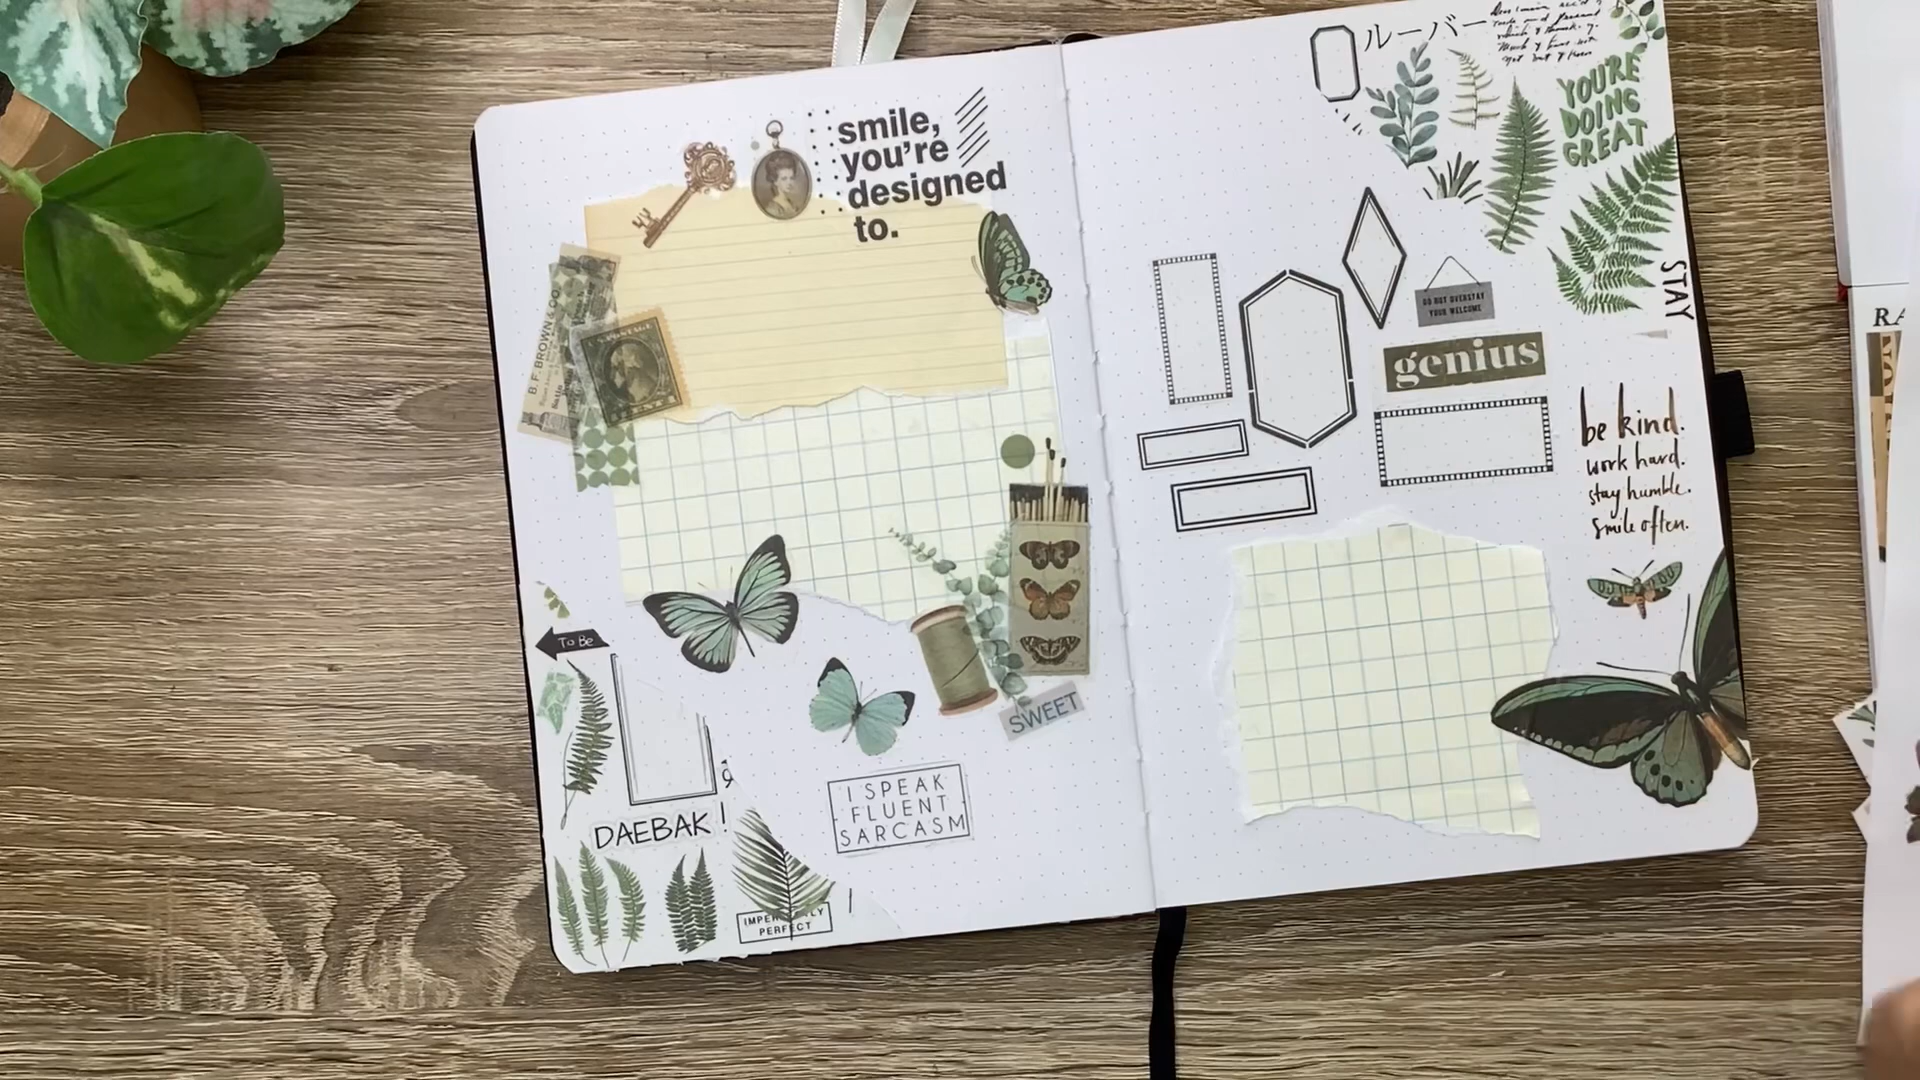 smile,
you're
designed
to.
B. F. BROWN & CO.
POSTAGE
To Be
DAEBAK !
SWEET
I SPEAK
FLUENT
SARCASM
PERFECT
ルーバー
YOU'RE
DOING
GREAT
STAY
DO NOT OVERSTAY
YOUR WELCOME
genius
be kind.
work hard.
stay humble.
smile often.